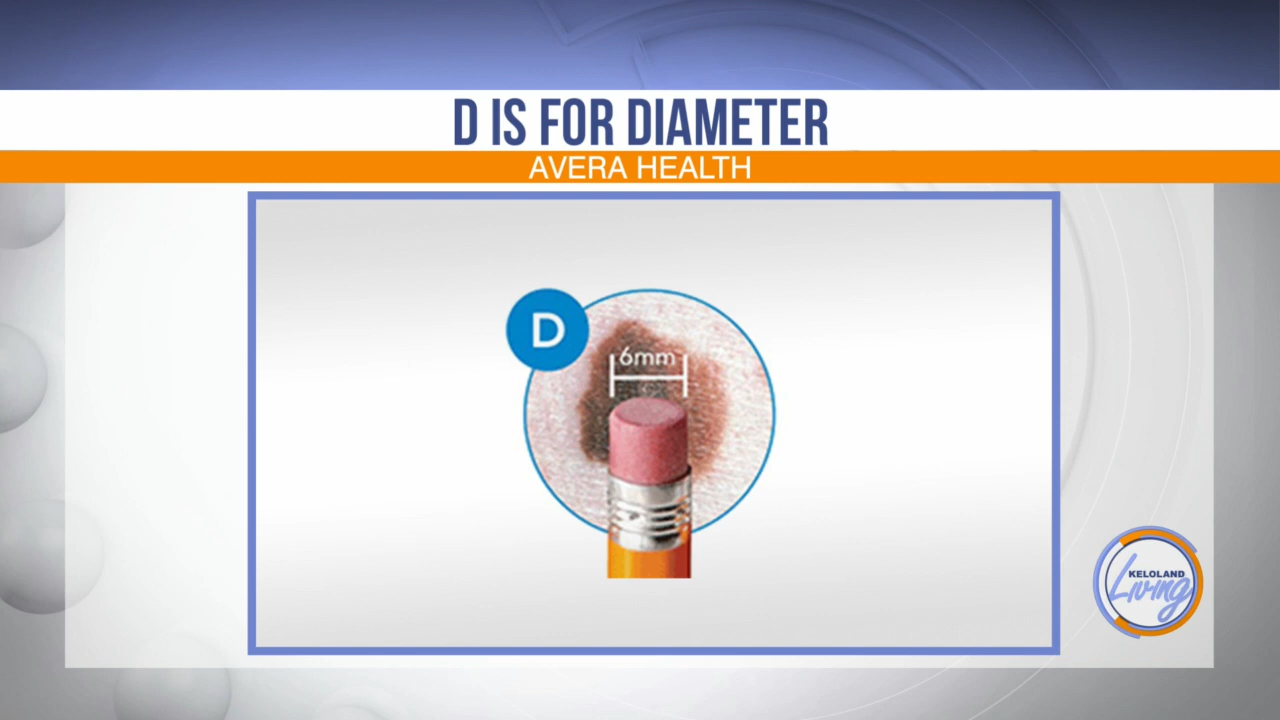 D IS FOR DIAMETER
AVERA HEALTH
D
6mm
KELOLAND
Living